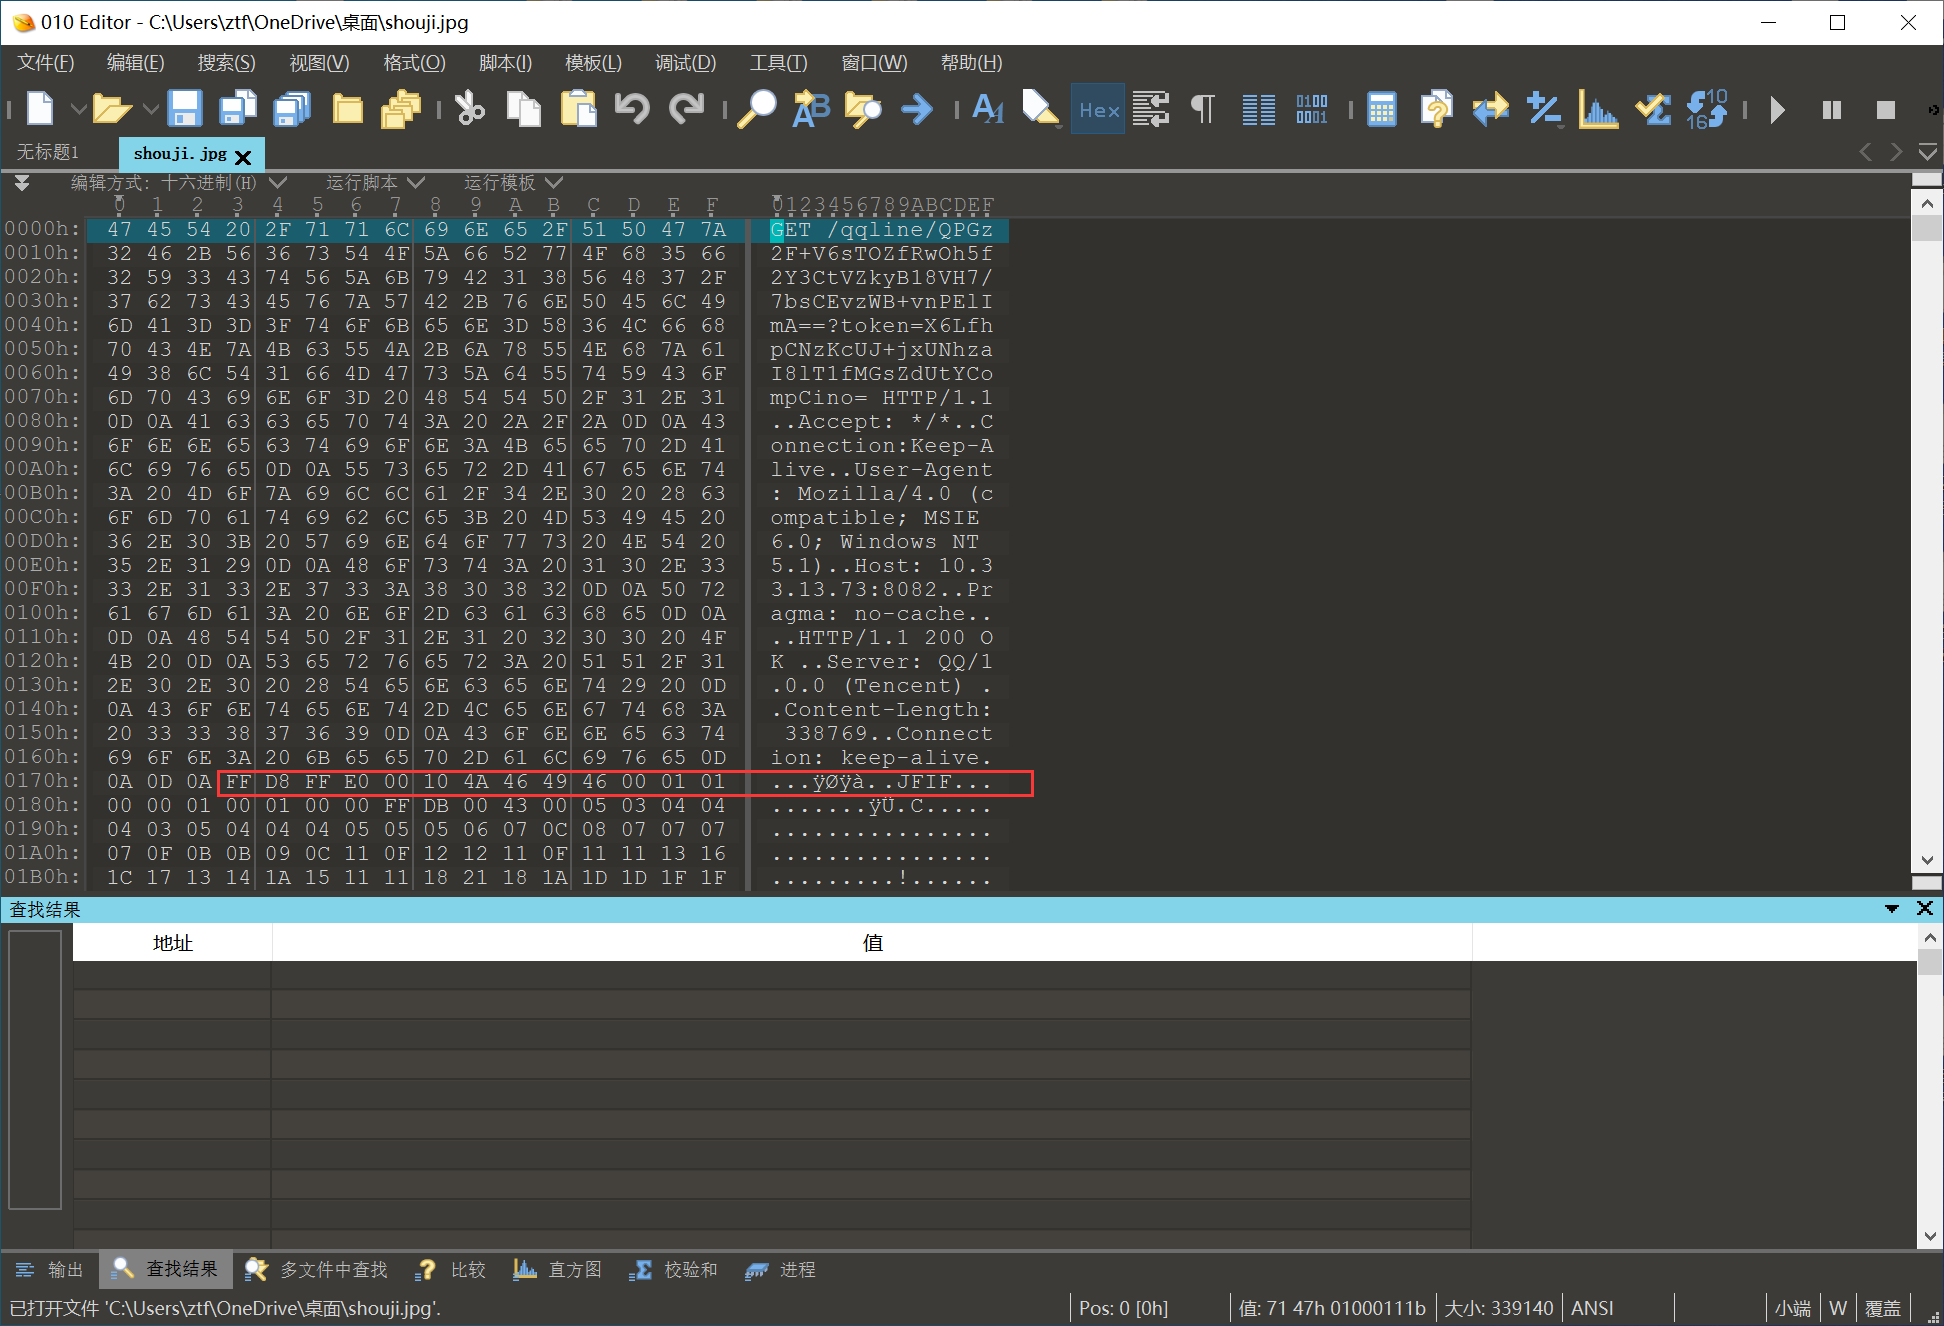 010 Editor - C:\Users\ztf\OneDrive\桌面\shouji.jpg
文件(F) 编辑(E) 搜索(S) 视图(V) 格式(O) 脚本(I) 模板(L) 调试(D) 工具(T) 窗口(W) 帮助(H)
Hex
无标题1 shouji.jpg
编辑方式: 十六进制(H) 运行脚本 运行模板
0 1 2 3 4 5 6 7 8 9 A B C D E F 0123456789ABCDEF
0000h: 47 45 54 20 2F 71 71 6C 69 6E 65 2F 51 50 47 7A GET /qqline/QPGz
0010h: 32 46 2B 56 36 73 54 4F 5A 66 52 77 4F 68 35 66 2F+V6sTOZfRwOh5f
0020h: 32 59 33 43 74 56 5A 6B 79 42 31 38 56 48 37 2F 2Y3CtVZkyB18VH7/
0030h: 37 62 73 43 45 76 7A 57 42 2B 76 6E 50 45 6C 49 7bsCEvzWB+vnPElI
0040h: 6D 41 3D 3D 3F 74 6F 6B 65 6E 3D 58 36 4C 66 68 mA==?token=X6Lfh
0050h: 70 43 4E 7A 4B 63 55 4A 2B 6A 78 55 4E 68 7A 61 pCNzKcUJ+jxUNhza
0060h: 49 38 6C 54 31 66 4D 47 73 5A 64 55 74 59 43 6F I8lT1fMGsZdUtYCo
0070h: 6D 70 43 69 6E 6F 3D 20 48 54 54 50 2F 31 2E 31 mpCino= HTTP/1.1
0080h: 0D 0A 41 63 63 65 70 74 3A 20 2A 2F 2A 0D 0A 43 ..Accept: */*..C
0090h: 6F 6E 6E 65 63 74 69 6F 6E 3A 4B 65 65 70 2D 41 onnection:Keep-A
00A0h: 6C 69 76 65 0D 0A 55 73 65 72 2D 41 67 65 6E 74 live..User-Agent
00B0h: 3A 20 4D 6F 7A 69 6C 6C 61 2F 34 2E 30 20 28 63 : Mozilla/4.0 (c
00C0h: 6F 6D 70 61 74 69 62 6C 65 3B 20 4D 53 49 45 20 ompatible; MSIE
00D0h: 36 2E 30 3B 20 57 69 6E 64 6F 77 73 20 4E 54 20 6.0; Windows NT
00E0h: 35 2E 31 29 0D 0A 48 6F 73 74 3A 20 31 30 2E 33 5.1)..Host: 10.3
00F0h: 33 2E 31 33 2E 37 33 3A 38 30 38 32 0D 0A 50 72 3.13.73:8082..Pr
0100h: 61 67 6D 61 3A 20 6E 6F 2D 63 61 63 68 65 0D 0A agma: no-cache..
0110h: 0D 0A 48 54 54 50 2F 31 2E 31 20 32 30 30 20 4F ..HTTP/1.1 200 O
0120h: 4B 20 0D 0A 53 65 72 76 65 72 3A 20 51 51 2F 31 K ..Server: QQ/1
0130h: 2E 30 2E 30 20 28 54 65 6E 63 65 6E 74 29 20 0D .0.0 (Tencent) .
0140h: 0A 43 6F 6E 74 65 6E 74 2D 4C 65 6E 67 74 68 3A .Content-Length:
0150h: 20 33 33 38 37 36 39 0D 0A 43 6F 6E 6E 65 63 74 338769..Connect
0160h: 69 6F 6E 3A 20 6B 65 65 70 2D 61 6C 69 76 65 0D ion: keep-alive.
0170h: 0A 0D 0A FF D8 FF E0 00 10 4A 46 49 46 00 01 01 ...ÿØÿà..JFIF...
0180h: 00 00 01 00 01 00 00 FF DB 00 43 00 05 03 04 04 .......ÿÛ.C.....
0190h: 04 03 05 04 04 04 05 05 05 06 07 0C 08 07 07 07 ................
01A0h: 07 0F 0B 0B 09 0C 11 0F 12 12 11 0F 11 11 13 16 ................
01B0h: 1C 17 13 14 1A 15 11 11 18 21 18 1A 1D 1D 1F 1F .........!......
查找结果
地址 值
输出 查找结果 多文件中查找 比较 直方图 校验和 进程
已打开文件 'C:\Users\ztf\OneDrive\桌面\shouji.jpg'. Pos: 0 [0h] 值: 71 47h 01000111b 大小: 339140 ANSI 小端 W 覆盖